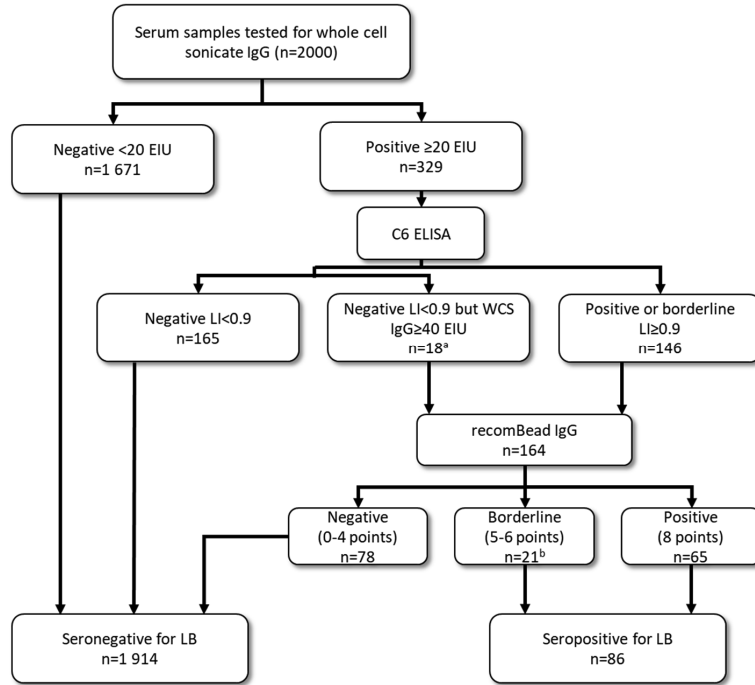 Serum samples tested for whole cell
sonicate IgG (n=2000)
Negative <20 EIU
n=1 671
Positive ≥20 EIU
n=329
C6 ELISA
Negative LI<0.9
n=165
Negative LI<0.9 but WCS
IgG≥40 EIU
n=18ᵃ
Positive or borderline
LI≥0.9
n=146
recomBead IgG
n=164
Negative
(0-4 points)
n=78
Borderline
(5-6 points)
n=21ᵇ
Positive
(8 points)
n=65
Seronegative for LB
n=1 914
Seropositive for LB
n=86